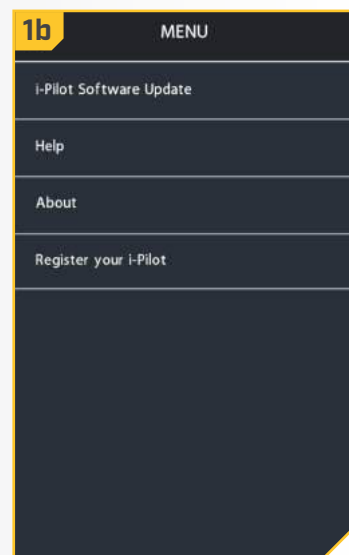 1b
MENU
i-Pilot Software Update
Help
About
Register your i-Pilot